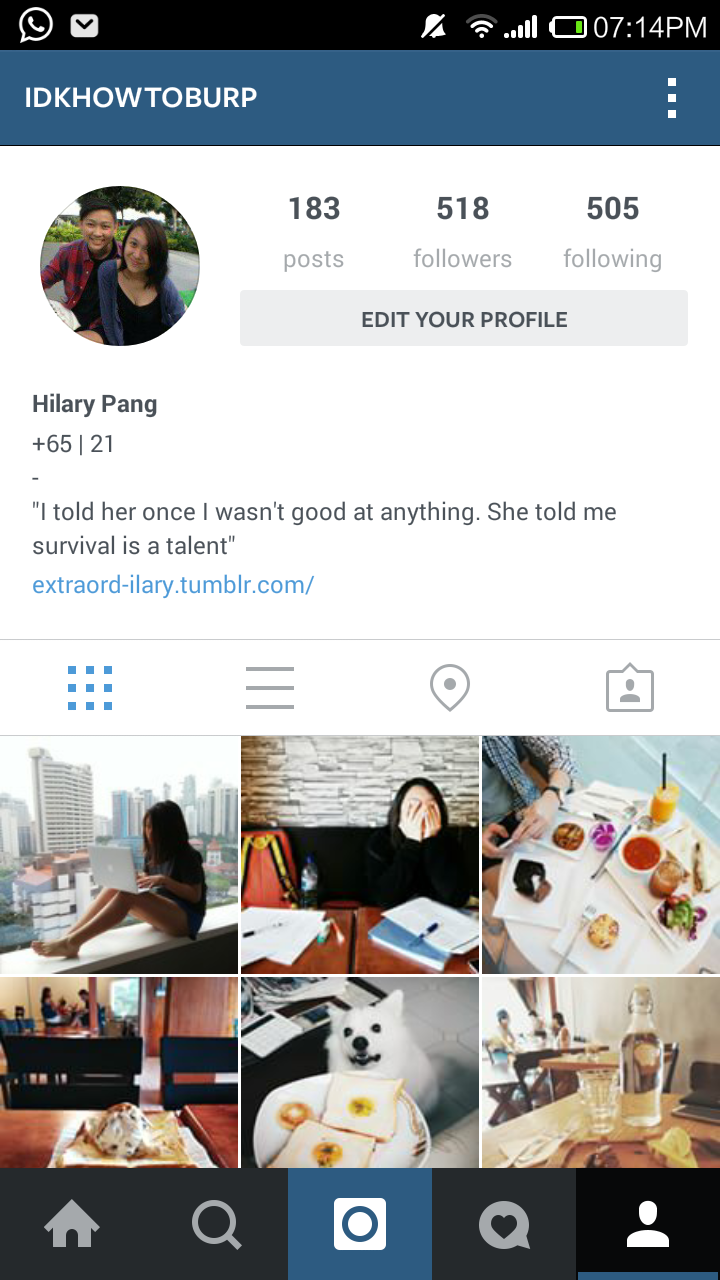 07:14PM
IDKHOWTOBURP
183 518 505
posts followers following
EDIT YOUR PROFILE
Hilary Pang
+65 | 21
-
"I told her once I wasn't good at anything. She told me
survival is a talent"
extraord-ilary.tumblr.com/